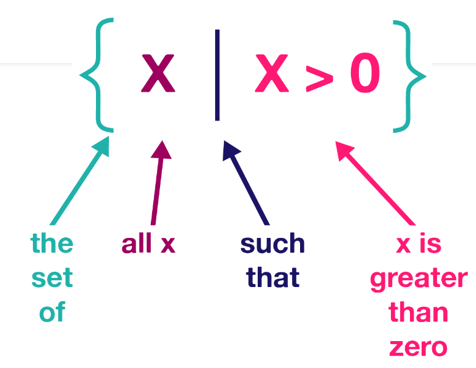 { X | X > 0 }
the set of
all x
such that
x is greater than zero